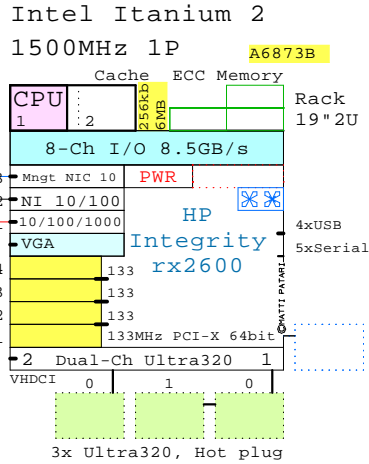 Intel Itanium 2
1500MHz 1P
A6873B
Cache ECC Memory
CPU
1
2
256kb
6MB
Rack
19"2U
8-Ch I/O 8.5GB/s
Mngt NIC 10
PWR
NI 10/100
10/100/1000
VGA
HP
Integrity
rx2600
4xUSB
5xSerial
133
133
133
133MHz PCI-X 64bit
©MATTI PATARI
2 Dual-Ch Ultra320 1
VHDCI
0 1 0
3x Ultra320, Hot plug